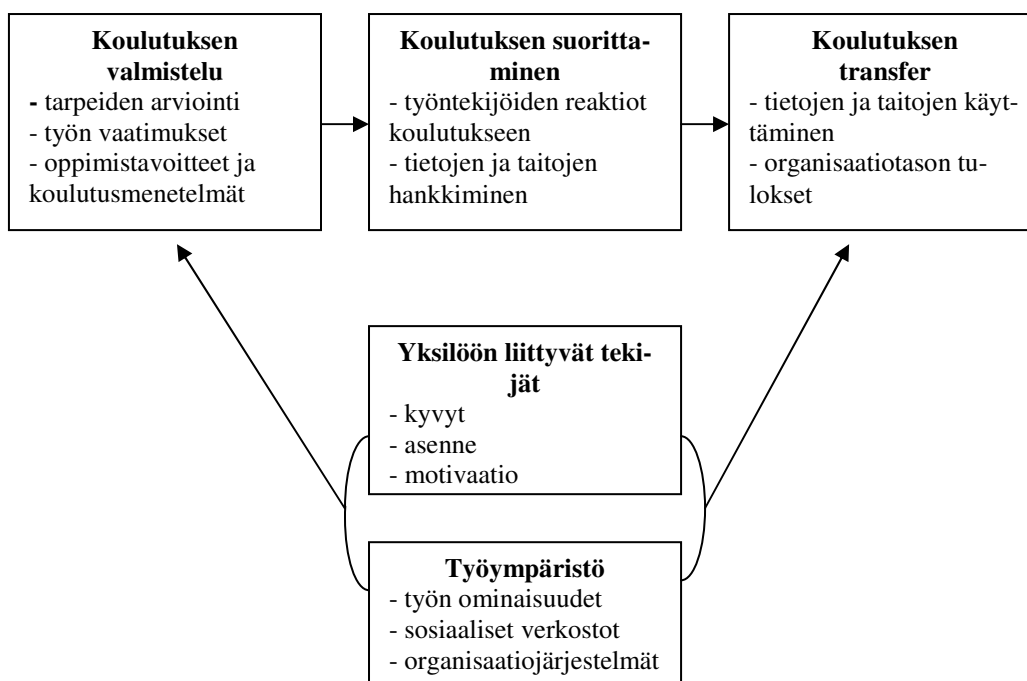 Koulutuksen
valmistelu
- tarpeiden arviointi
- työn vaatimukset
- oppimistavoitteet ja
koulutusmenetelmät
Koulutuksen suoritta-
minen
- työntekijöiden reaktiot
koulutukseen
- tietojen ja taitojen
hankkiminen
Koulutuksen
transfer
- tietojen ja taitojen käyt-
täminen
- organisaatiotason tu-
lokset
Yksilöön liittyvät teki-
jät
- kyvyt
- asenne
- motivaatio
Työympäristö
- työn ominaisuudet
- sosiaaliset verkostot
- organisaatiojärjestelmät